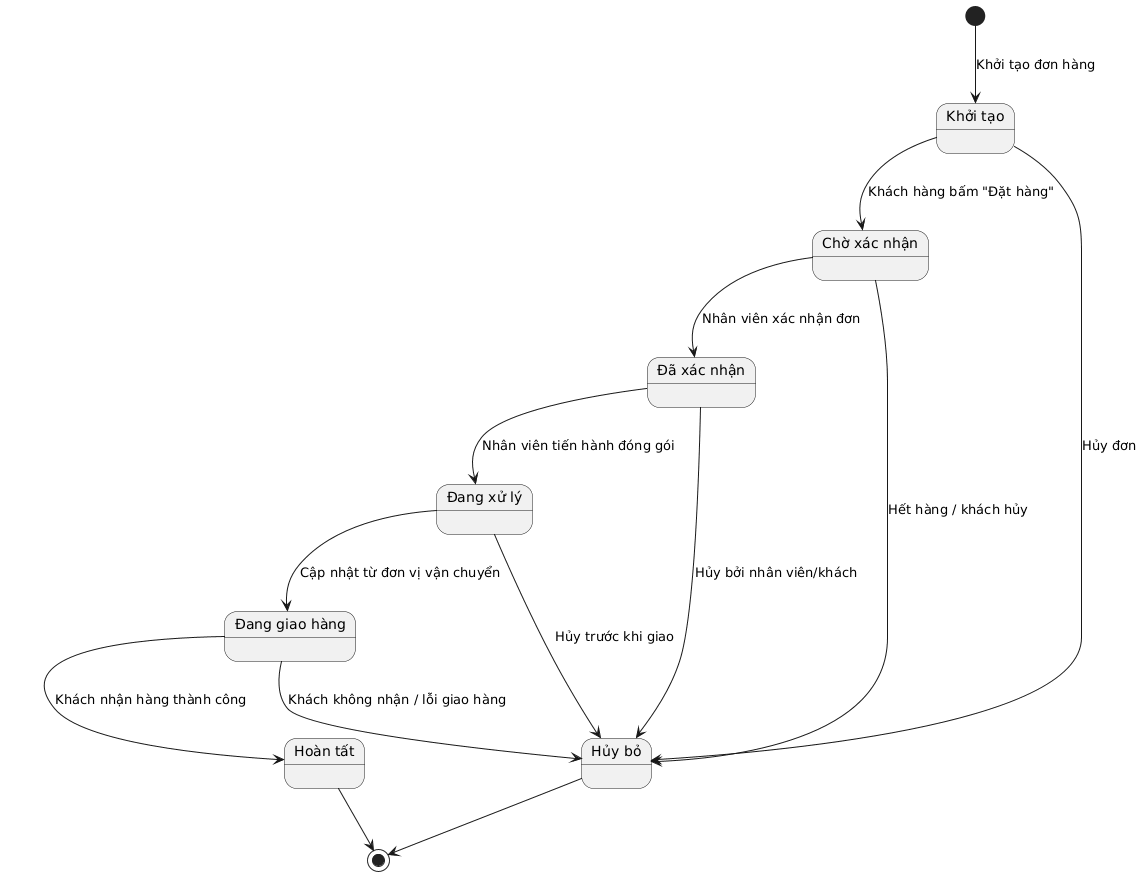 Khởi tạo đơn hàng
Khởi tạo
Khách hàng bấm "Đặt hàng"
Chờ xác nhận
Nhân viên xác nhận đơn
Đã xác nhận
Nhân viên tiến hành đóng gói
Hủy đơn
Đang xử lý
Hết hàng / khách hủy
Cập nhật từ đơn vị vận chuyển
Hủy bởi nhân viên/khách
Đang giao hàng
Hủy trước khi giao
Khách nhận hàng thành công
Khách không nhận / lỗi giao hàng
Hoàn tất
Hủy bỏ